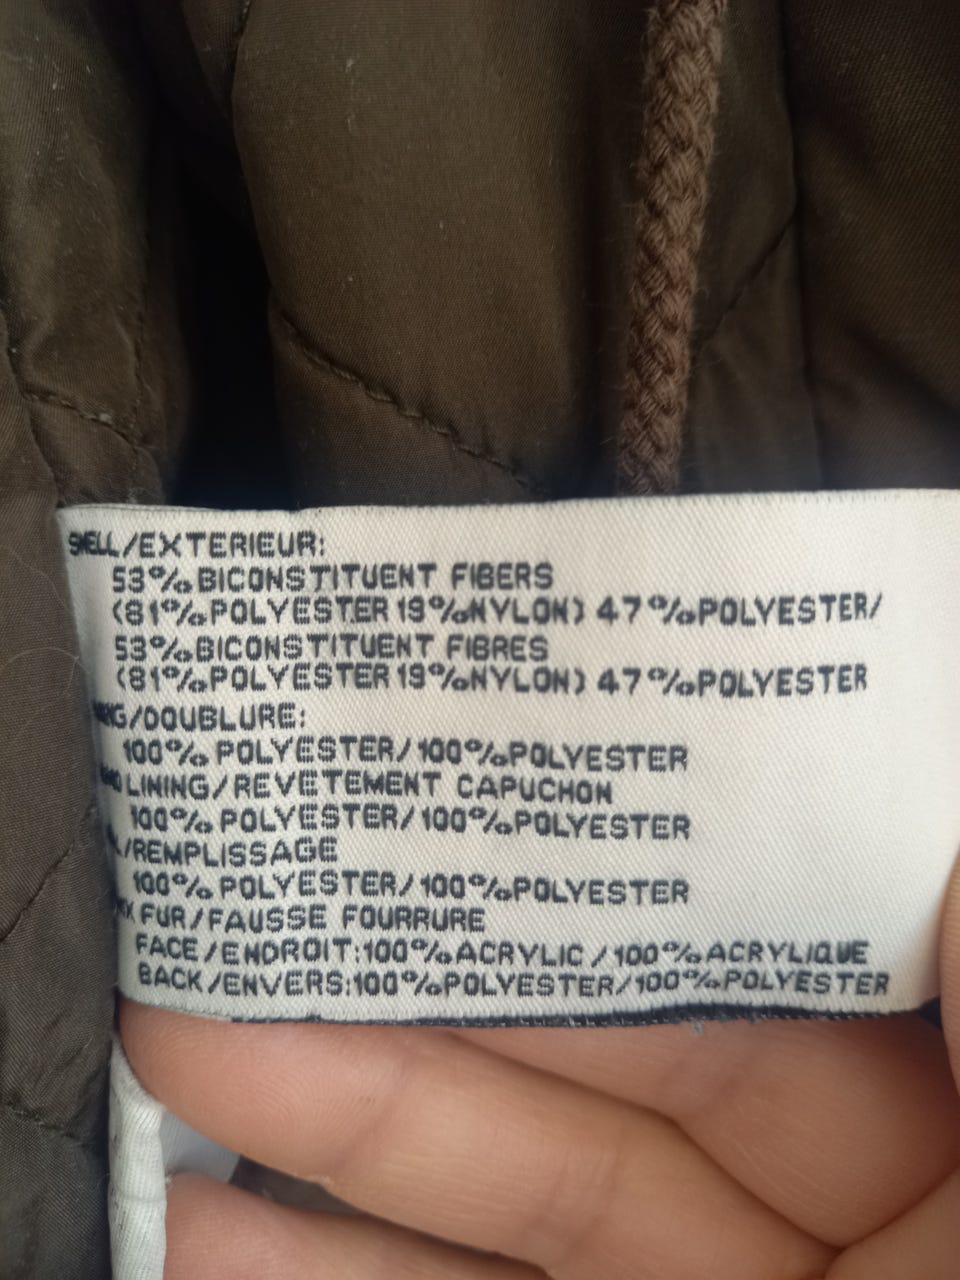 SHELL/EXTERIEUR:
53%BICONSTITUENT FIBERS
(81%POLYESTER 19%NYLON) 47%POLYESTER/
53%BICONSTITUENT FIBRES
(81%POLYESTER 19%NYLON) 47%POLYESTER
/DOUBLURE:
100% POLYESTER/100%POLYESTER
LINING/REVETEMENT CAPUCHON
100% POLYESTER/100%POLYESTER
/REMPLISSAGE
100% POLYESTER/100%POLYESTER
FUR/FAUSSE FOURRURE
FACE/ENDROIT:100%ACRYLIC/100%ACRYLIQUE
BACK/ENVERS:100%POLYESTER/100%POLYESTER